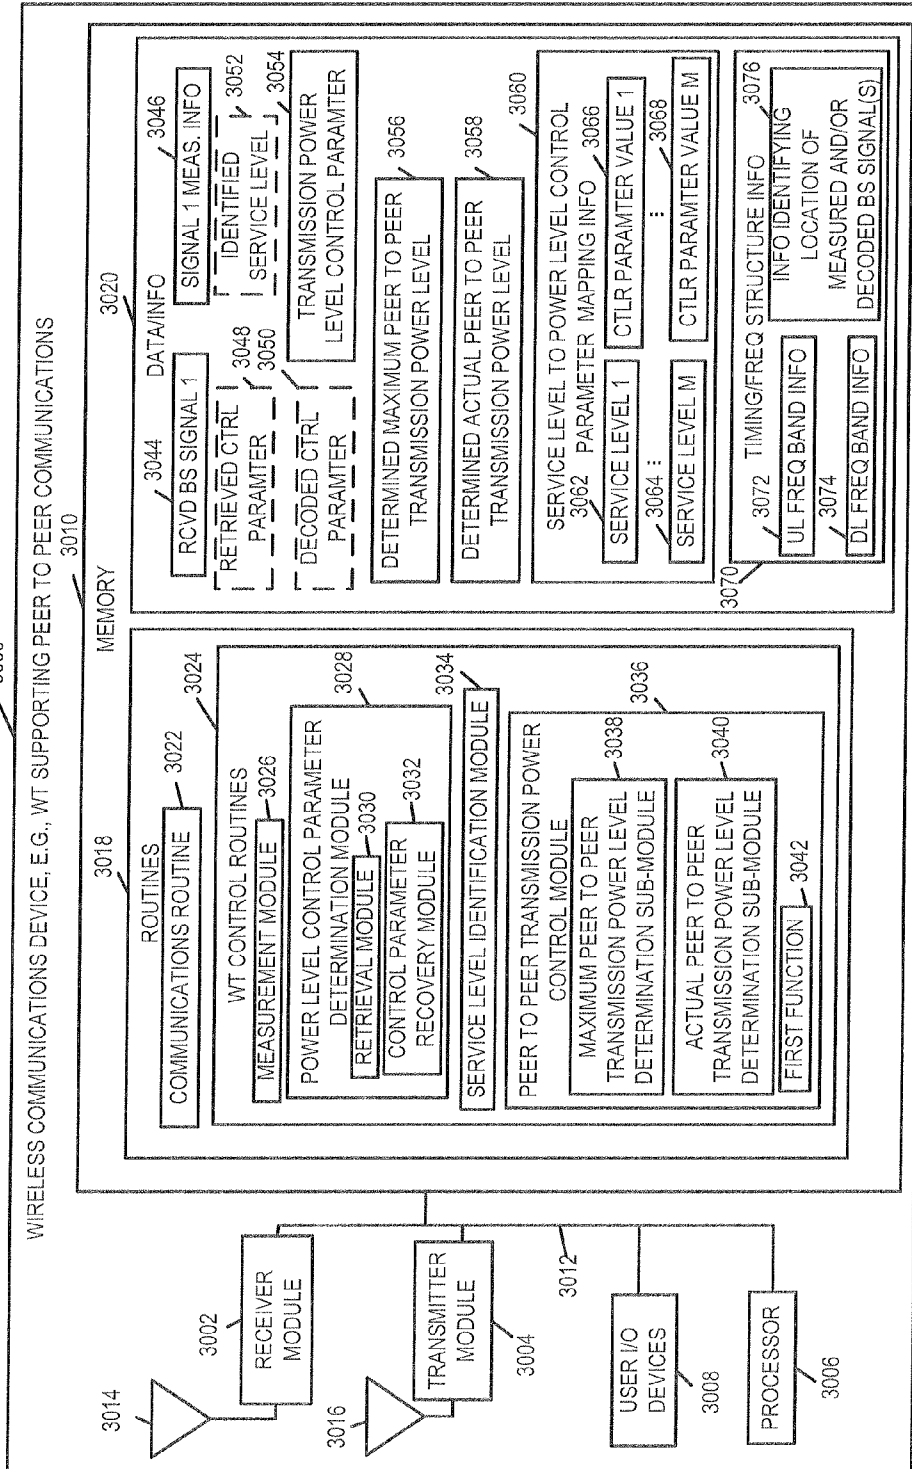 WIRELESS COMMUNICATIONS DEVICE, E.G., WT SUPPORTING PEER TO PEER COMMUNICATIONS
3010
MEMORY
3014
3002
RECEIVER
MODULE
3016
TRANSMITTER
MODULE
3004
3012
USER I/O
DEVICES
3008
PROCESSOR
3006
3018
ROUTINES
3022
COMMUNICATIONS ROUTINE
3024
WT CONTROL ROUTINES
3026
MEASUREMENT MODULE
3028
POWER LEVEL CONTROL PARAMETER
DETERMINATION MODULE
3030
RETRIEVAL MODULE
3032
CONTROL PARAMETER
RECOVERY MODULE
3034
SERVICE LEVEL IDENTIFICATION MODULE
3036
PEER TO PEER TRANSMISSION POWER
CONTROL MODULE
3038
MAXIMUM PEER TO PEER
TRANSMISSION POWER LEVEL
DETERMINATION SUB-MODULE
3040
ACTUAL PEER TO PEER
TRANSMISSION POWER LEVEL
DETERMINATION SUB-MODULE
3042
FIRST FUNCTION
3020
DATA/INFO
3044
RCVD BS SIGNAL 1
3046
SIGNAL 1 MEAS. INFO
3048
RETRIEVED CTRL
PARAMTER
3050
DECODED CTRL
PARAMTER
3052
IDENTIFIED
SERVICE LEVEL
3054
TRANSMISSION POWER
LEVEL CONTROL PARAMTER
3056
DETERMINED MAXIMUM PEER TO PEER
TRANSMISSION POWER LEVEL
3058
DETERMINED ACTUAL PEER TO PEER
TRANSMISSION POWER LEVEL
3060
SERVICE LEVEL TO POWER LEVEL CONTROL
PARAMETER MAPPING INFO
3062
SERVICE LEVEL 1
3066
CTLR PARAMTER VALUE 1
3064
SERVICE LEVEL M
3068
CTLR PARAMTER VALUE M
3070
TIMING/FREQ STRUCTURE INFO
3072
UL FREQ BAND INFO
3074
DL FREQ BAND INFO
3076
INFO IDENTIFYING
LOCATION OF
MEASURED AND/OR
DECODED BS SIGNAL(S)